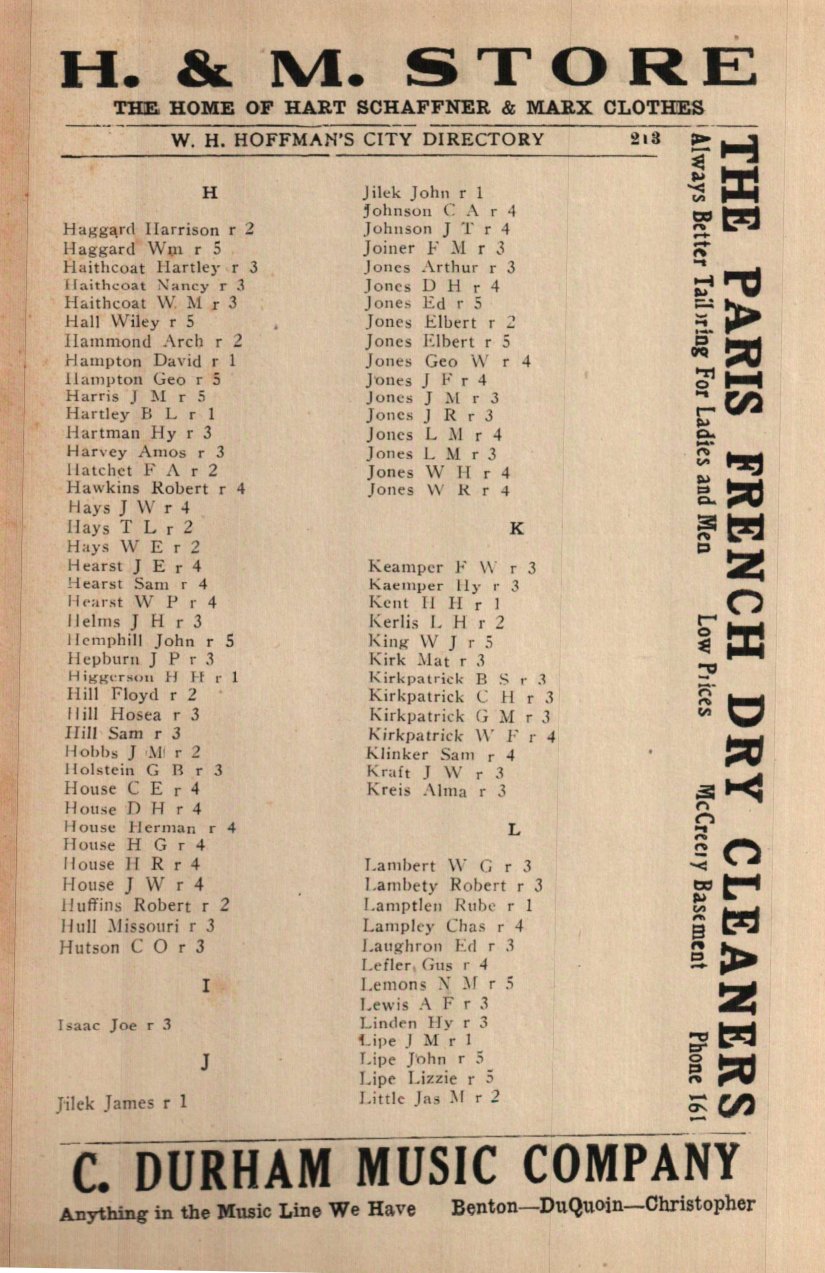 H. & M. STORE
THE HOME OF HART SCHAFFNER & MARX CLOTHES
W. H. HOFFMAN'S CITY DIRECTORY 213
H
Haggard Harrison r 2
Haggard Wm r 5
Haithcoat Hartley r 3
Haithcoat Nancy r 3
Haithcoat W. M r 3
Hall Wiley r 5
Hammond Arch r 2
Hampton David r 1
Hampton Geo r 5
Harris J M r 5
Hartley B L r 1
Hartman Hy r 3
Harvey Amos r 3
Hatchet F A r 2
Hawkins Robert r 4
Hays J W r 4
Hays T L r 2
Hays W E r 2
Hearst J E r 4
Hearst Sam r 4
Hearst W P r 4
Helms J H r 3
Hemphill John r 5
Hepburn J P r 3
Higgerson H H r 1
Hill Floyd r 2
Hill Hosea r 3
Hill Sam r 3
Hobbs J M r 2
Holstein G B r 3
House C E r 4
House D H r 4
House Herman r 4
House H G r 4
House H R r 4
House J W r 4
Huffins Robert r 2
Hull Missouri r 3
Hutson C O r 3
I
Isaac Joe r 3
J
Jilek James r 1
Jilek John r 1
Johnson C A r 4
Johnson J T r 4
Joiner F M r 3
Jones Arthur r 3
Jones D H r 4
Jones Ed r 5
Jones Elbert r 2
Jones Elbert r 5
Jones Geo W r 4
Jones J F r 4
Jones J M r 3
Jones J R r 3
Jones L M r 4
Jones L M r 3
Jones W H r 4
Jones W R r 4
K
Keamper F W r 3
Kaemper Hy r 3
Kent H H r 1
Kerlis L H r 2
King W J r 5
Kirk Mat r 3
Kirkpatrick B S r 3
Kirkpatrick C H r 3
Kirkpatrick G M r 3
Kirkpatrick W F r 4
Klinker Sam r 4
Kraft J W r 3
Kreis Alma r 3
L
Lambert W G r 3
Lambety Robert r 3
Lamptlen Rube r 1
Lampley Chas r 4
Laughron Ed r 3
Lefler Gus r 4
Lemons N M r 5
Lewis A F r 3
Linden Hy r 3
Lipe J M r 1
Lipe John r 5
Lipe Lizzie r 5
Little Jas M r 2
THE PARIS FRENCH DRY CLEANERS
Always Better Tailoring For Ladies and Men Low Prices McCreery Basement Phone 161
C. DURHAM MUSIC COMPANY
Anything in the Music Line We Have Benton—DuQuoin—Christopher